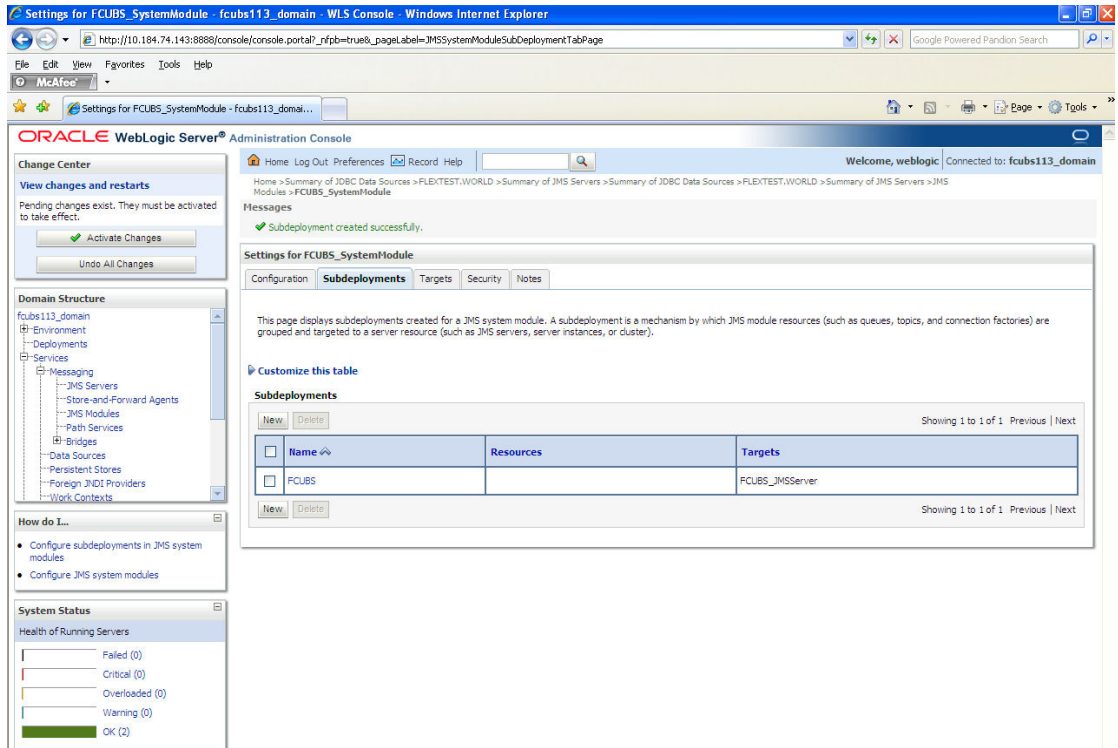 Settings for FCUBS_SystemModule - fcubs113_domain - WLS Console - Windows Internet Explorer
http://10.184.74.143:8888/console/console.portal?_nfpb=true&_pageLabel=JMSSystemModuleSubDeploymentTabPage
Google Powered Pandion Search
File Edit View Favorites Tools Help
McAfee
Settings for FCUBS_SystemModule - fcubs113_domai...
Page Tools »
ORACLE WebLogic Server® Administration Console
Change Center
View changes and restarts
Pending changes exist. They must be activated
to take effect.
Activate Changes
Undo All Changes
Domain Structure
fcubs113_domain
Environment
Deployments
Services
Messaging
JMS Servers
Store-and-Forward Agents
JMS Modules
Path Services
Bridges
Data Sources
Persistent Stores
Foreign JNDI Providers
Work Contexts
How do I...
Configure subdeployments in JMS system
modules
Configure JMS system modules
System Status
Health of Running Servers
Failed (0)
Critical (0)
Overloaded (0)
Warning (0)
OK (2)
Home Log Out Preferences Record Help
Welcome, weblogic Connected to: fcubs113_domain
Home >Summary of JDBC Data Sources >FLEXTEST.WORLD >Summary of JMS Servers >Summary of JDBC Data Sources >FLEXTEST.WORLD >Summary of JMS Servers >JMS
Modules >FCUBS_SystemModule
Messages
Subdeployment created successfully.
Settings for FCUBS_SystemModule
Configuration Subdeployments Targets Security Notes
This page displays subdeployments created for a JMS system module. A subdeployment is a mechanism by which JMS module resources (such as queues, topics, and connection factories) are
grouped and targeted to a server resource (such as JMS servers, server instances, or cluster).
Customize this table
Subdeployments
New Delete Showing 1 to 1 of 1 Previous | Next
Name Resources Targets
FCUBS FCUBS_JMSServer
New Delete Showing 1 to 1 of 1 Previous | Next